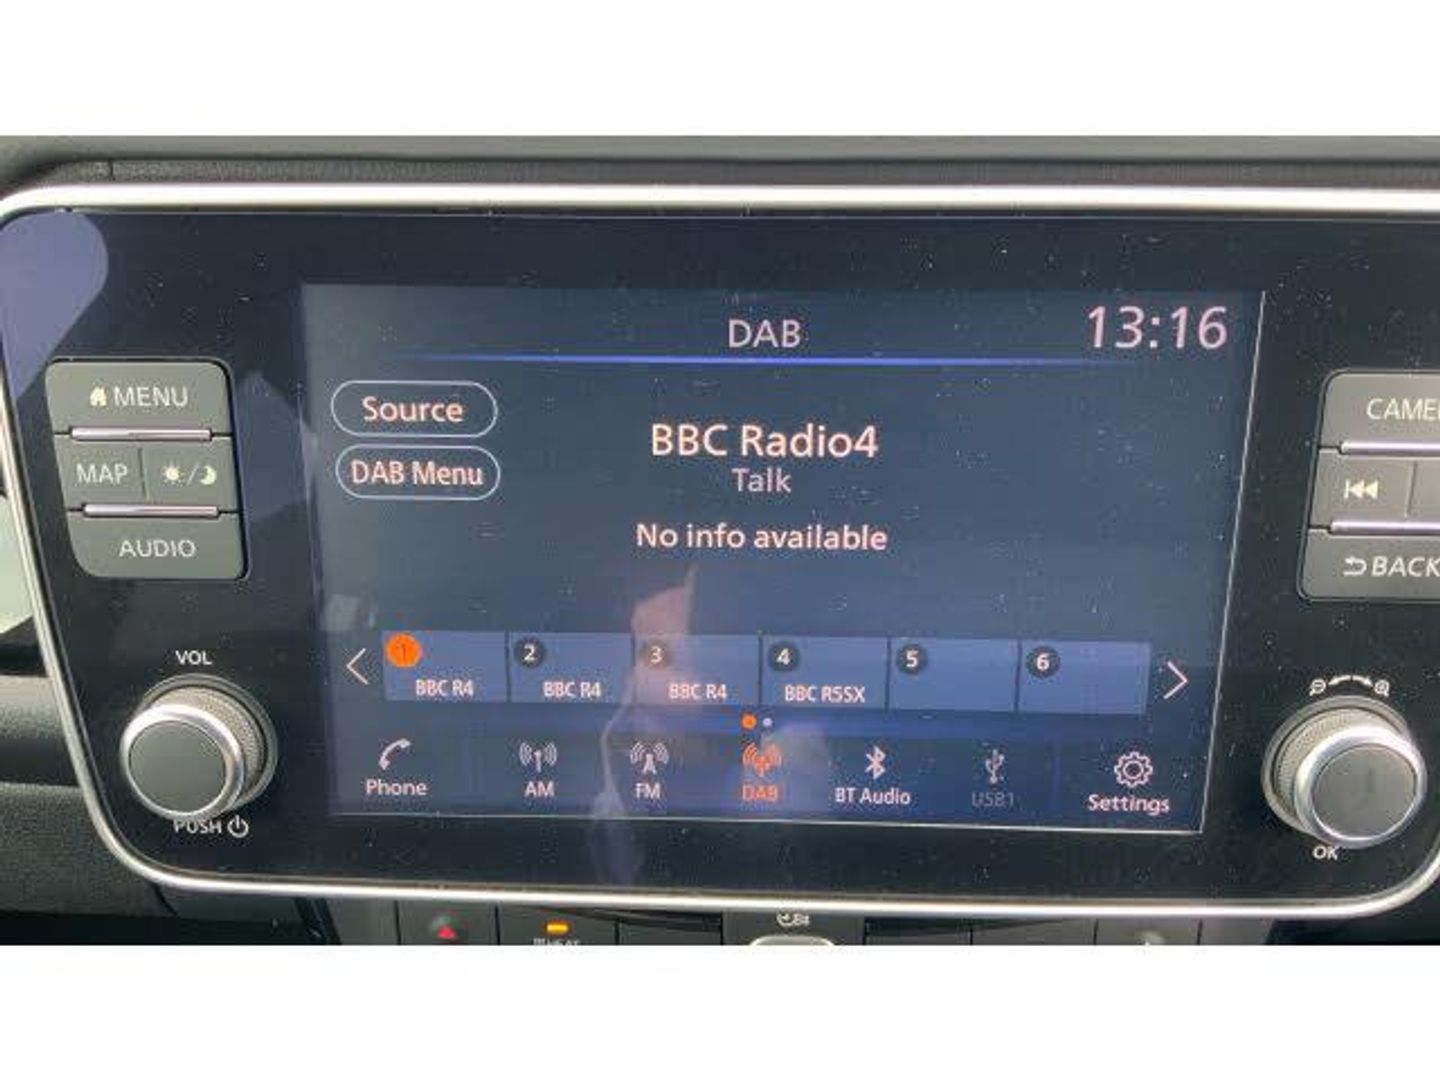 DAB
13:16
MENU
Source
CAME
BBC Radio4
MAP
DAB Menu
Talk
AUDIO
No info available
BACK
VOL
1 2 3 4 5 6
BBC R4 BBC R4 BBC R4 BBC R5SX
Phone AM FM DAB BT Audio USB1 Settings
PUSH
OK